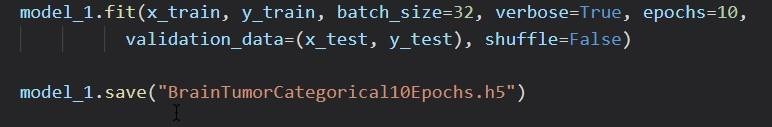 model_1.fit(x_train, y_train, batch_size=32, verbose=True, epochs=10,
validation_data=(x_test, y_test), shuffle=False)
model_1.save("BrainTumorCategorical10Epochs.h5")